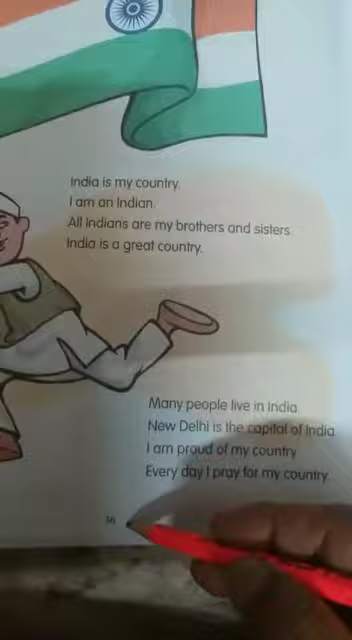 India is my country.
I am an Indian.
All Indians are my brothers and sisters.
India is a great country.
Many people live in India.
New Delhi is the capital of India.
I am proud of my country.
Every day I pray for my country.